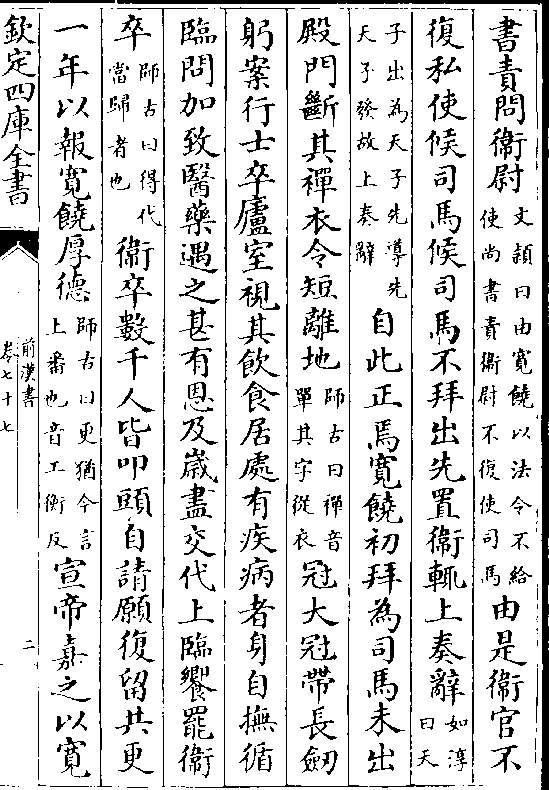 書責問衞尉文頴曰由寛饒以法令不給使尚書責衞尉不復使司馬由是衞官不
復私使候司馬候司馬不拜出先置衞輒上奏辭如淳曰天
子出為天子先導先天子發故上奏辭自此正焉寛饒初拜為司馬未出
殿門斷其襌衣令短離地師古曰襌音單其字從衣冠大冠帶長劒
躬案行士卒廬室視其飲食居處有疾病者身自撫循
臨問加致醫藥遇之甚有恩及歳盡交代上臨饗罷衞
卒師古曰得代當歸者也衞卒數千人皆叩頭自請願復留共更
一年以報寛饒厚德師古曰更猶今言上番也音工衡反宣帝嘉之以寛
欽定四庫全書
前漢書
卷七十七
二